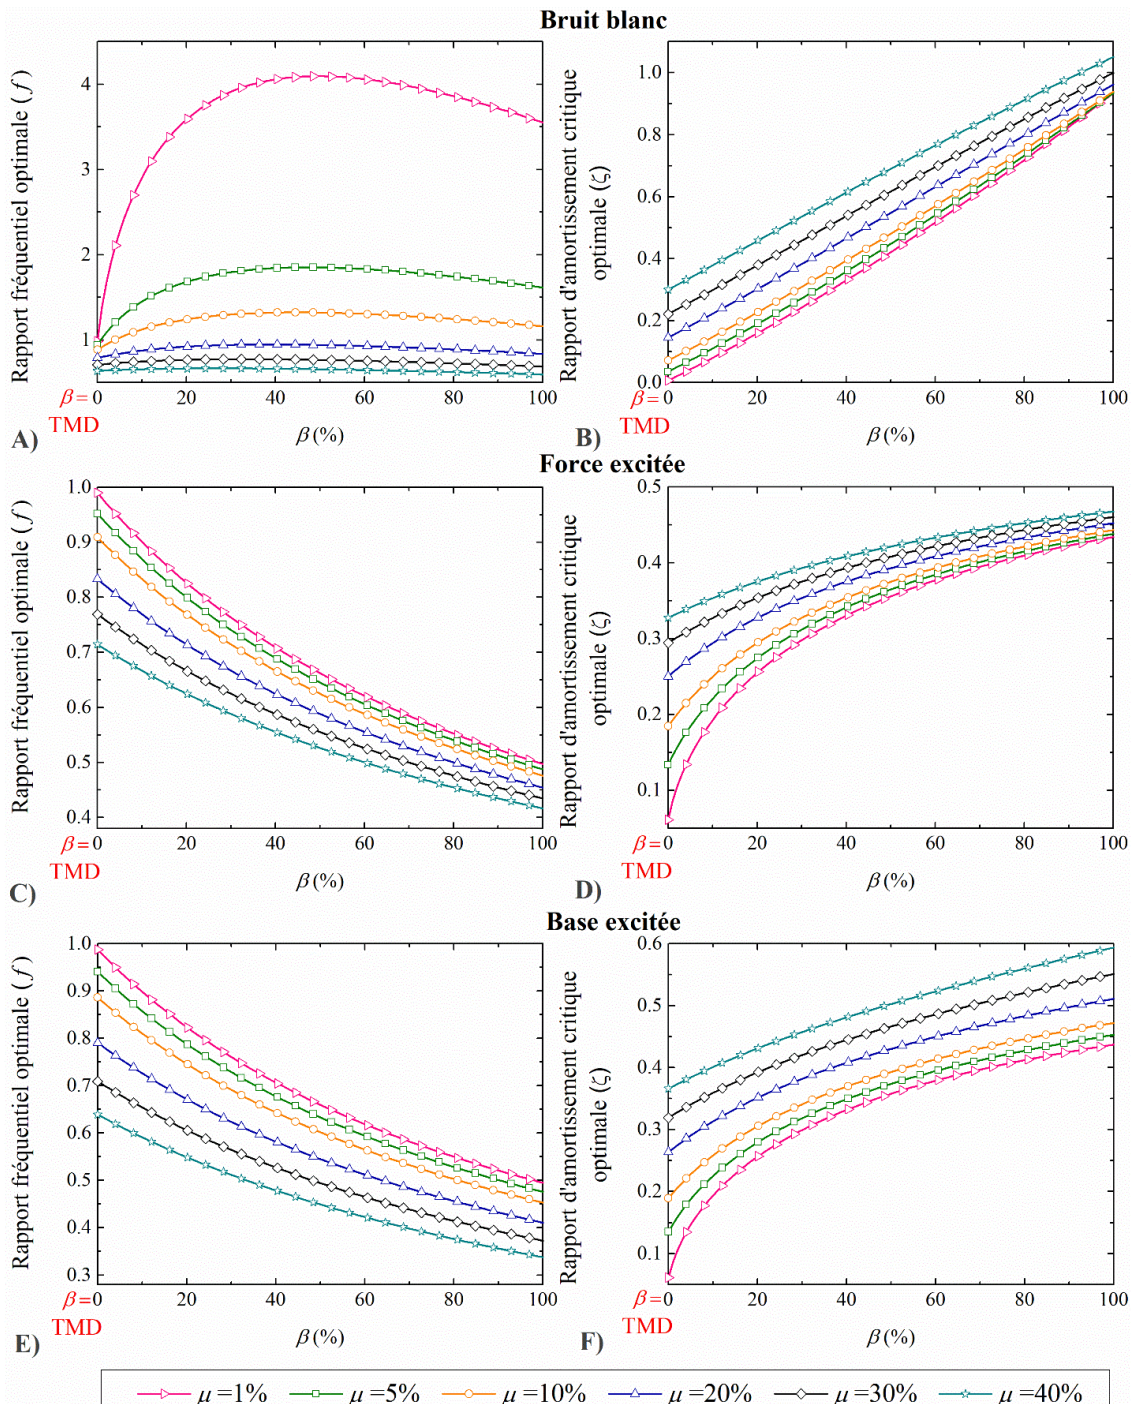 Bruit blanc
Rapport fréquentiel optimale (f)
4
3
2
1
0 20 40 60 80 100
β =
TMD
β (%)
A)
Rapport d'amortissement critique
optimale (ζ)
1.0
0.8
0.6
0.4
0.2
0.0
0 20 40 60 80 100
β =
TMD
β (%)
B)
Force excitée
Rapport fréquentiel optimale (f)
1.0
0.9
0.8
0.7
0.6
0.5
0.4
0 20 40 60 80 100
β =
TMD
β (%)
C)
Rapport d'amortissement critique
optimale (ζ)
0.5
0.4
0.3
0.2
0.1
0 20 40 60 80 100
β =
TMD
β (%)
D)
Base excitée
Rapport fréquentiel optimale (f)
1.0
0.9
0.8
0.7
0.6
0.5
0.4
0.3
0 20 40 60 80 100
β =
TMD
β (%)
E)
Rapport d'amortissement critique
optimale (ζ)
0.6
0.5
0.4
0.3
0.2
0.1
0 20 40 60 80 100
β =
TMD
β (%)
F)
μ =1% μ =5% μ =10% μ =20% μ =30% μ =40%